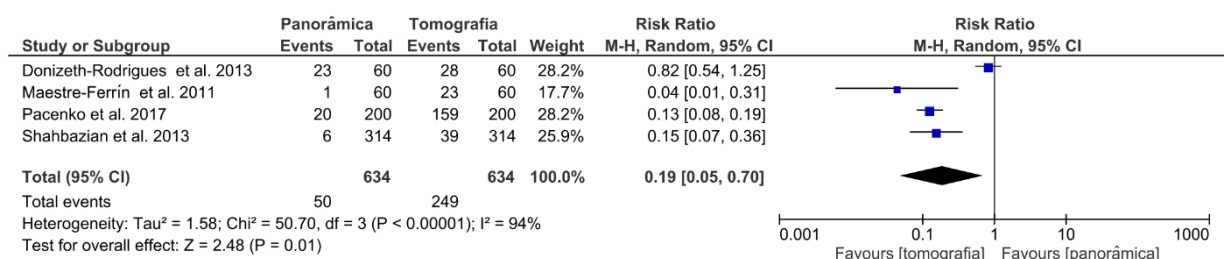 Panorâmica Tomografia Risk Ratio Risk Ratio
Study or Subgroup Events Total Events Total Weight M-H, Random, 95% CI M-H, Random, 95% CI
Donizeth-Rodrigues et al. 2013 23 60 28 60 28.2% 0.82 [0.54, 1.25]
Maestre-Ferrín et al. 2011 1 60 23 60 17.7% 0.04 [0.01, 0.31]
Pacenko et al. 2017 20 200 159 200 28.2% 0.13 [0.08, 0.19]
Shahbazian et al. 2013 6 314 39 314 25.9% 0.15 [0.07, 0.36]
Total (95% CI) 634 634 100.0% 0.19 [0.05, 0.70]
Total events 50 249
Heterogeneity: Tau² = 1.58; Chi² = 50.70, df = 3 (P < 0.00001); I² = 94%
Test for overall effect: Z = 2.48 (P = 0.01)
0.001 0.1 1 10 1000
Favours [tomografia] Favours [panorâmica]